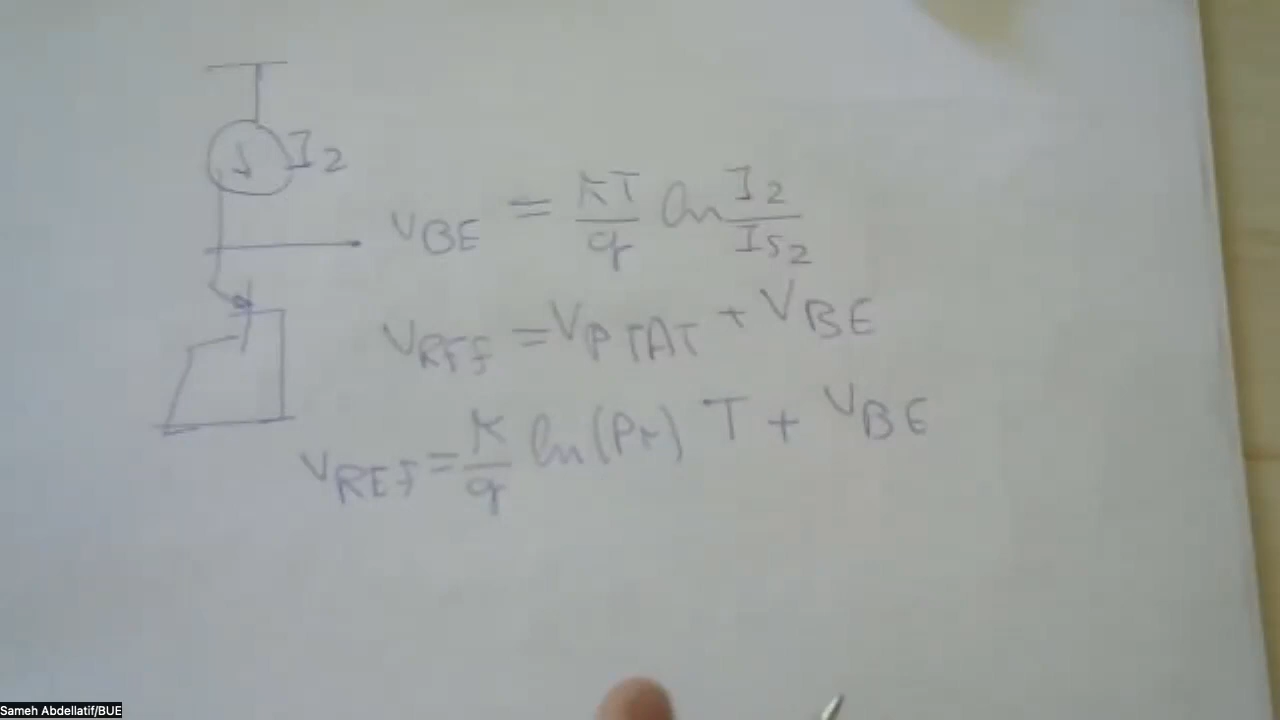 I2
VBE = KT/q ln I2/IS2
VREF = VPTAT + VBE
VREF = K/q ln(Pr) T + VBE
Sameh Abdellatif/BUE